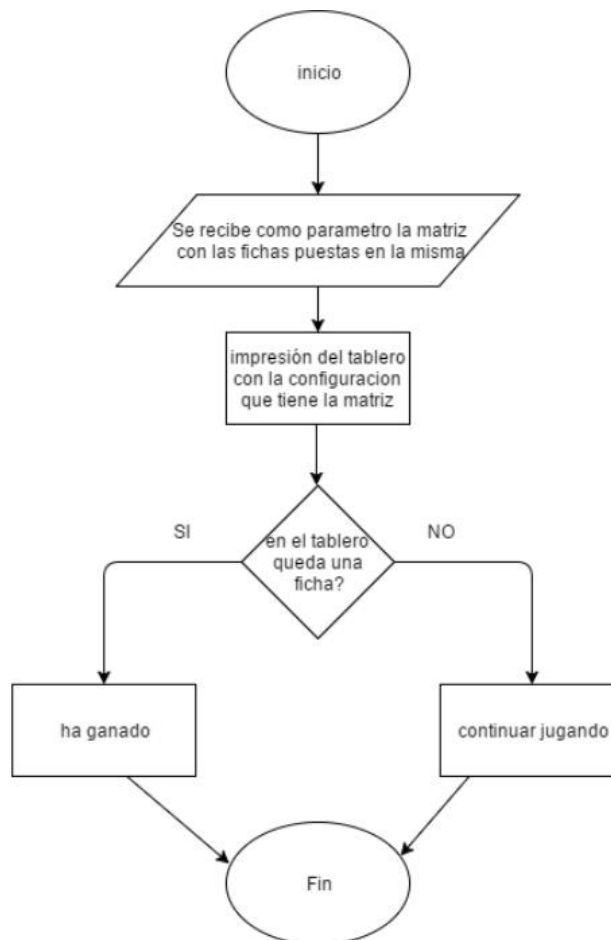 inicio
Se recibe como parametro la matriz
con las fichas puestas en la misma
impresión del tablero
con la configuracion
que tiene la matriz
SI
en el tablero
queda una
ficha?
NO
ha ganado
continuar jugando
Fin